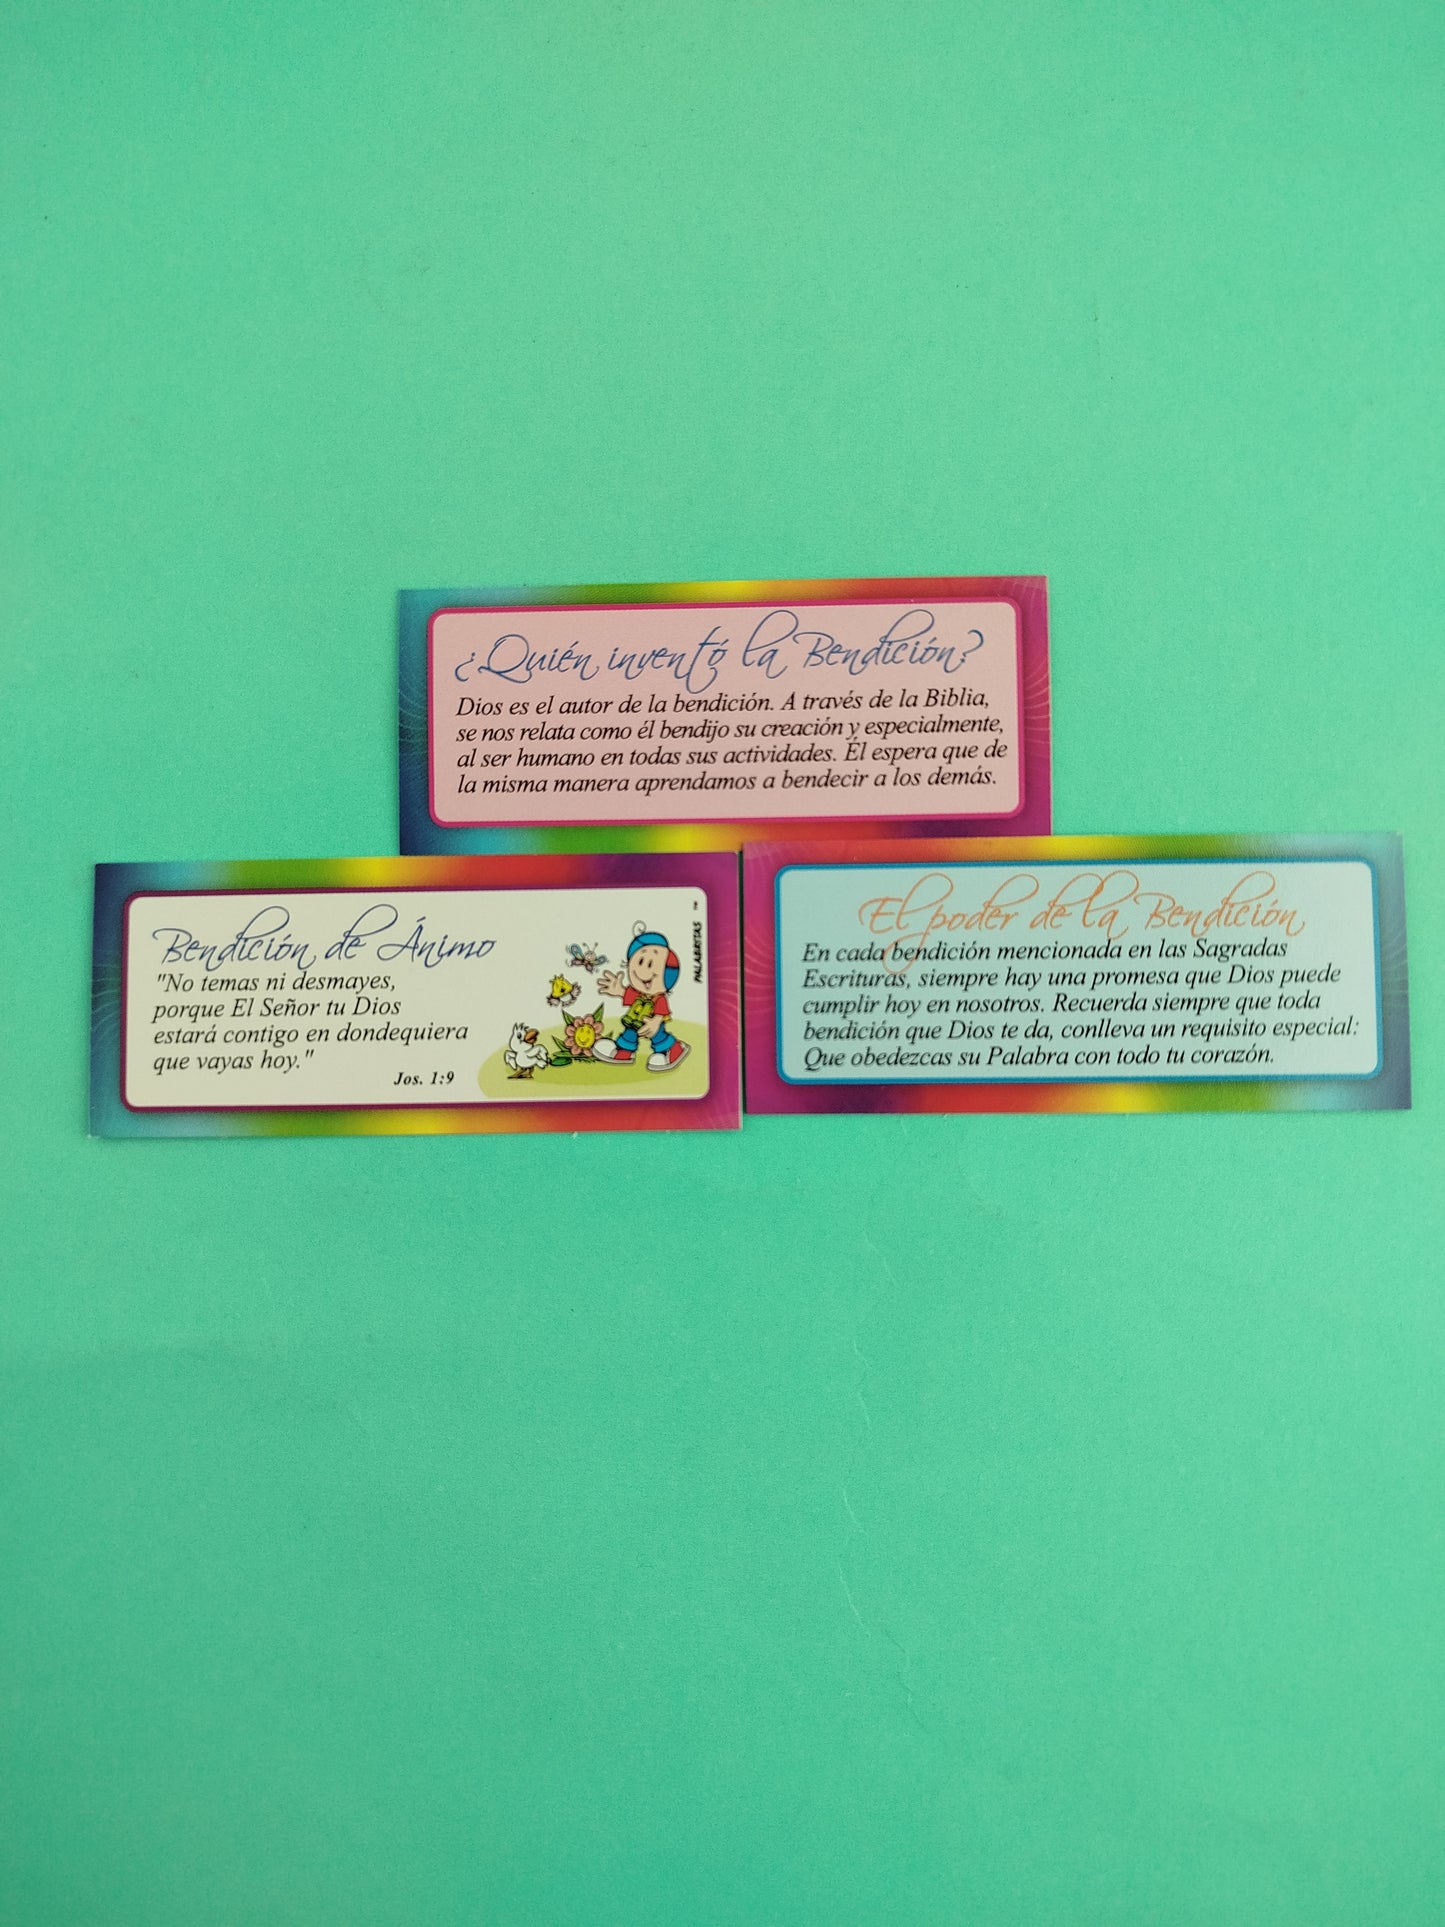 ¿Quién inventó la Bendición?
Dios es el autor de la bendición. A través de la Biblia,
se nos relata como él bendijo su creación y especialmente,
al ser humano en todas sus actividades. Él espera que de
la misma manera aprendamos a bendecir a los demás.
Bendición de Ánimo
"No temas ni desmayes,
porque El Señor tu Dios
estará contigo en dondequiera
que vayas hoy."
Jos. 1:9
PALABRITAS ™
El poder de la Bendición
En cada bendición mencionada en las Sagradas
Escrituras, siempre hay una promesa que Dios puede
cumplir hoy en nosotros. Recuerda siempre que toda
bendición que Dios te da, conlleva un requisito especial:
Que obedezcas su Palabra con todo tu corazón.